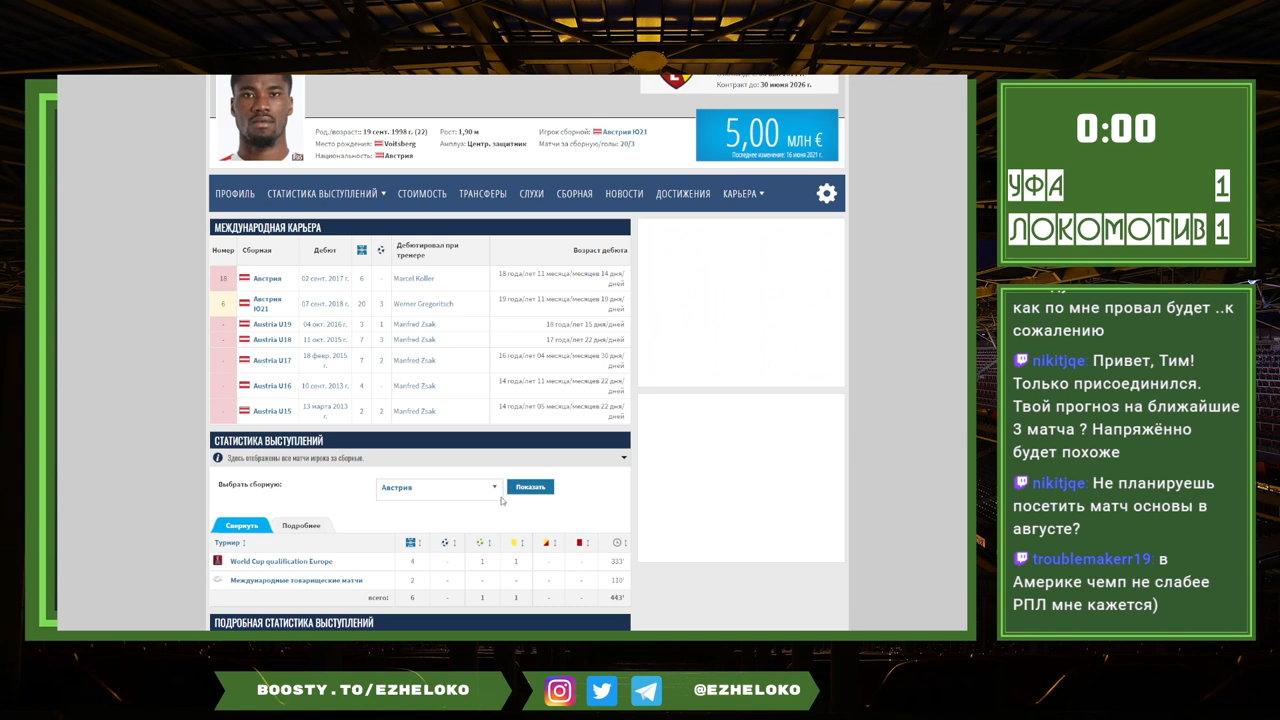 Контракт до: 30 июня 2026 г.
Род./возраст: 19 сент. 1998 г. (22)
Место рождения: Voitsberg
Национальность: Австрия
Рост: 1,90 м
Амплуа: Центр. защитник
Игрок сборной: Австрия Ю21
Матчи за сборную/голы: 20/3
5,00 МЛН €
Последнее изменение: 16 июня 2021 г.
ПРОФИЛЬ СТАТИСТИКА ВЫСТУПЛЕНИЙ СТОИМОСТЬ ТРАНСФЕРЫ СЛУХИ СБОРНАЯ НОВОСТИ ДОСТИЖЕНИЯ КАРЬЕРА
МЕЖДУНАРОДНАЯ КАРЬЕРА
Номер Сборная Дебют Дебютировал при тренере Возраст дебюта
18 Австрия 02 сент. 2017 г. 6 - Marcel Koller 18 года/лет 11 месяца/месяцев 14 дня/дней
6 Австрия Ю21 07 сент. 2018 г. 20 3 Werner Gregoritsch 19 года/лет 11 месяца/месяцев 19 дня/дней
- Austria U19 04 окт. 2016 г. 3 1 Manfred Zsak 18 года/лет 15 дня/дней
- Austria U18 11 окт. 2015 г. 7 3 Manfred Zsak 17 года/лет 22 дня/дней
- Austria U17 18 февр. 2015 г. 7 2 Manfred Zsak 16 года/лет 04 месяца/месяцев 30 дня/дней
- Austria U16 10 сент. 2013 г. 4 - Manfred Zsak 14 года/лет 11 месяца/месяцев 22 дня/дней
- Austria U15 13 марта 2013 г. 2 2 Manfred Zsak 14 года/лет 05 месяца/месяцев 22 дня/дней
СТАТИСТИКА ВЫСТУПЛЕНИЙ
Здесь отображены все матчи игрока за сборные.
Выбрать сборную: Австрия Показать
Свернуть Подробнее
Турнир
World Cup qualification Europe 4 - 1 1 - - 333'
Международные товарищеские матчи 2 - - - - - 110'
всего: 6 - 1 1 - - 443'
ПОДРОБНАЯ СТАТИСТИКА ВЫСТУПЛЕНИЙ
0:00
УФА 1
ЛОКОМОТИВ 1
как по мне провал будет ..к
сожалению
nikitjqe: Привет, Тим!
Только присоединился.
Твой прогноз на ближайшие
3 матча ? Напряжённо
будет похоже
nikitjqe: Не планируешь
посетить матч основы в
августе?
troublemakerr19: в
Америке чемп не слабее
РПЛ мне кажется)
BOOSTY.TO/EZHELOKO
@EZHELOKO